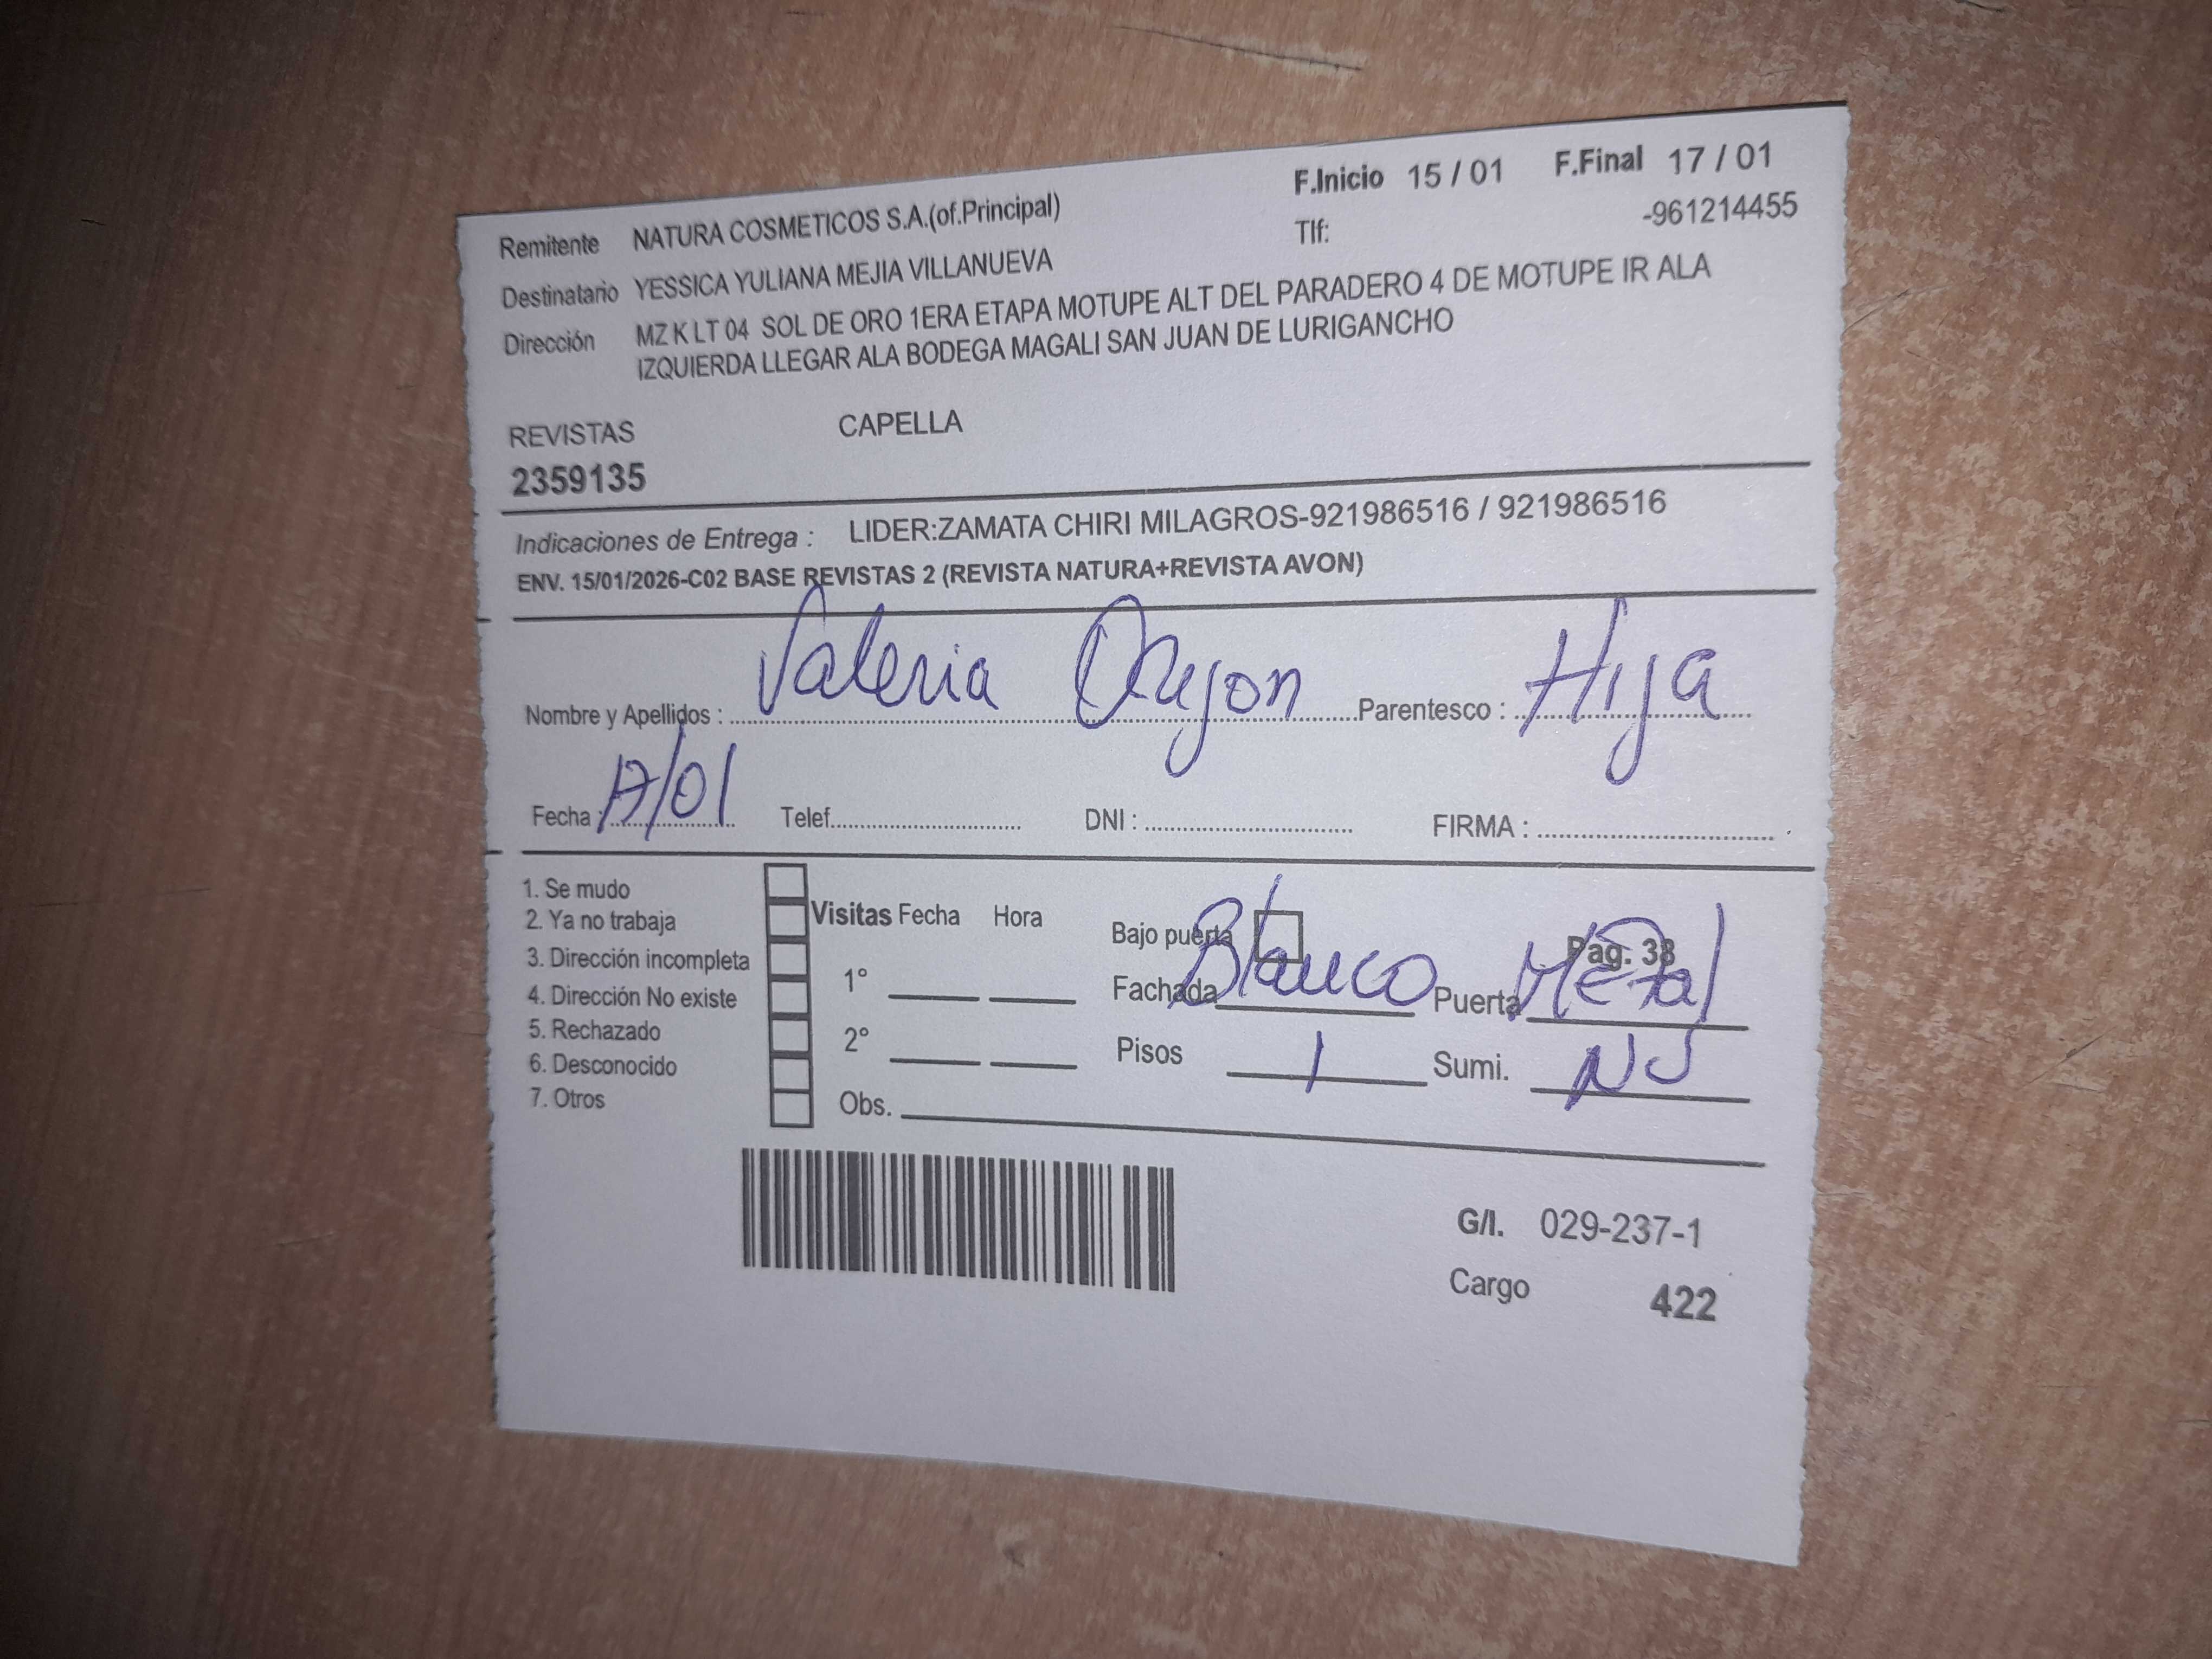 F.Inicio 15 / 01 F.Final 17 / 01
Remitente NATURA COSMETICOS S.A.(of.Principal) Tlf: -961214455
Destinatario YESSICA YULIANA MEJIA VILLANUEVA
Dirección MZ K LT 04 SOL DE ORO 1ERA ETAPA MOTUPE ALT DEL PARADERO 4 DE MOTUPE IR ALA
IZQUIERDA LLEGAR ALA BODEGA MAGALI SAN JUAN DE LURIGANCHO
REVISTAS CAPELLA
2359135
Indicaciones de Entrega : LIDER:ZAMATA CHIRI MILAGROS-921986516 / 921986516
ENV. 15/01/2026-C02 BASE REVISTAS 2 (REVISTA NATURA+REVISTA AVON)
Nombre y Apellidos : Valeria Parentesco : Hija
Fecha : 17/01 Telef. DNI : FIRMA :
1. Se mudo
2. Ya no trabaja
3. Dirección incompleta
4. Dirección No existe
5. Rechazado
6. Desconocido
7. Otros
Visitas Fecha Hora
1°
2°
Obs.
Bajo puerta Pag. 33
Fachada Blanco Puerta Metal
Pisos 1 Sumi. NJ
G/I. 029-237-1
Cargo 422